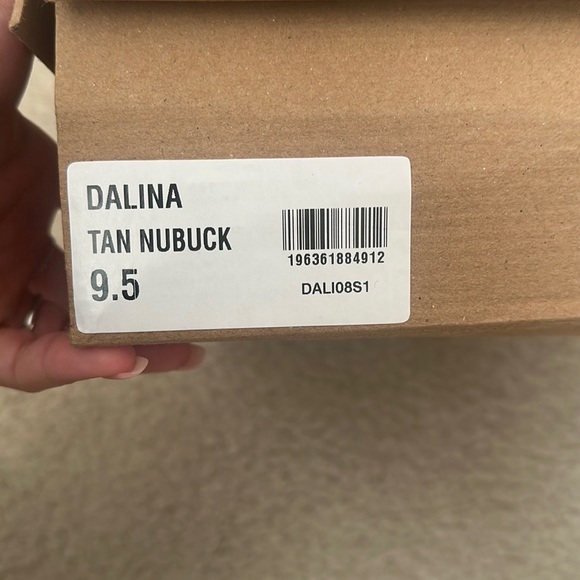 DALINA
TAN NUBUCK
9.5
196361884912
DALI08S1